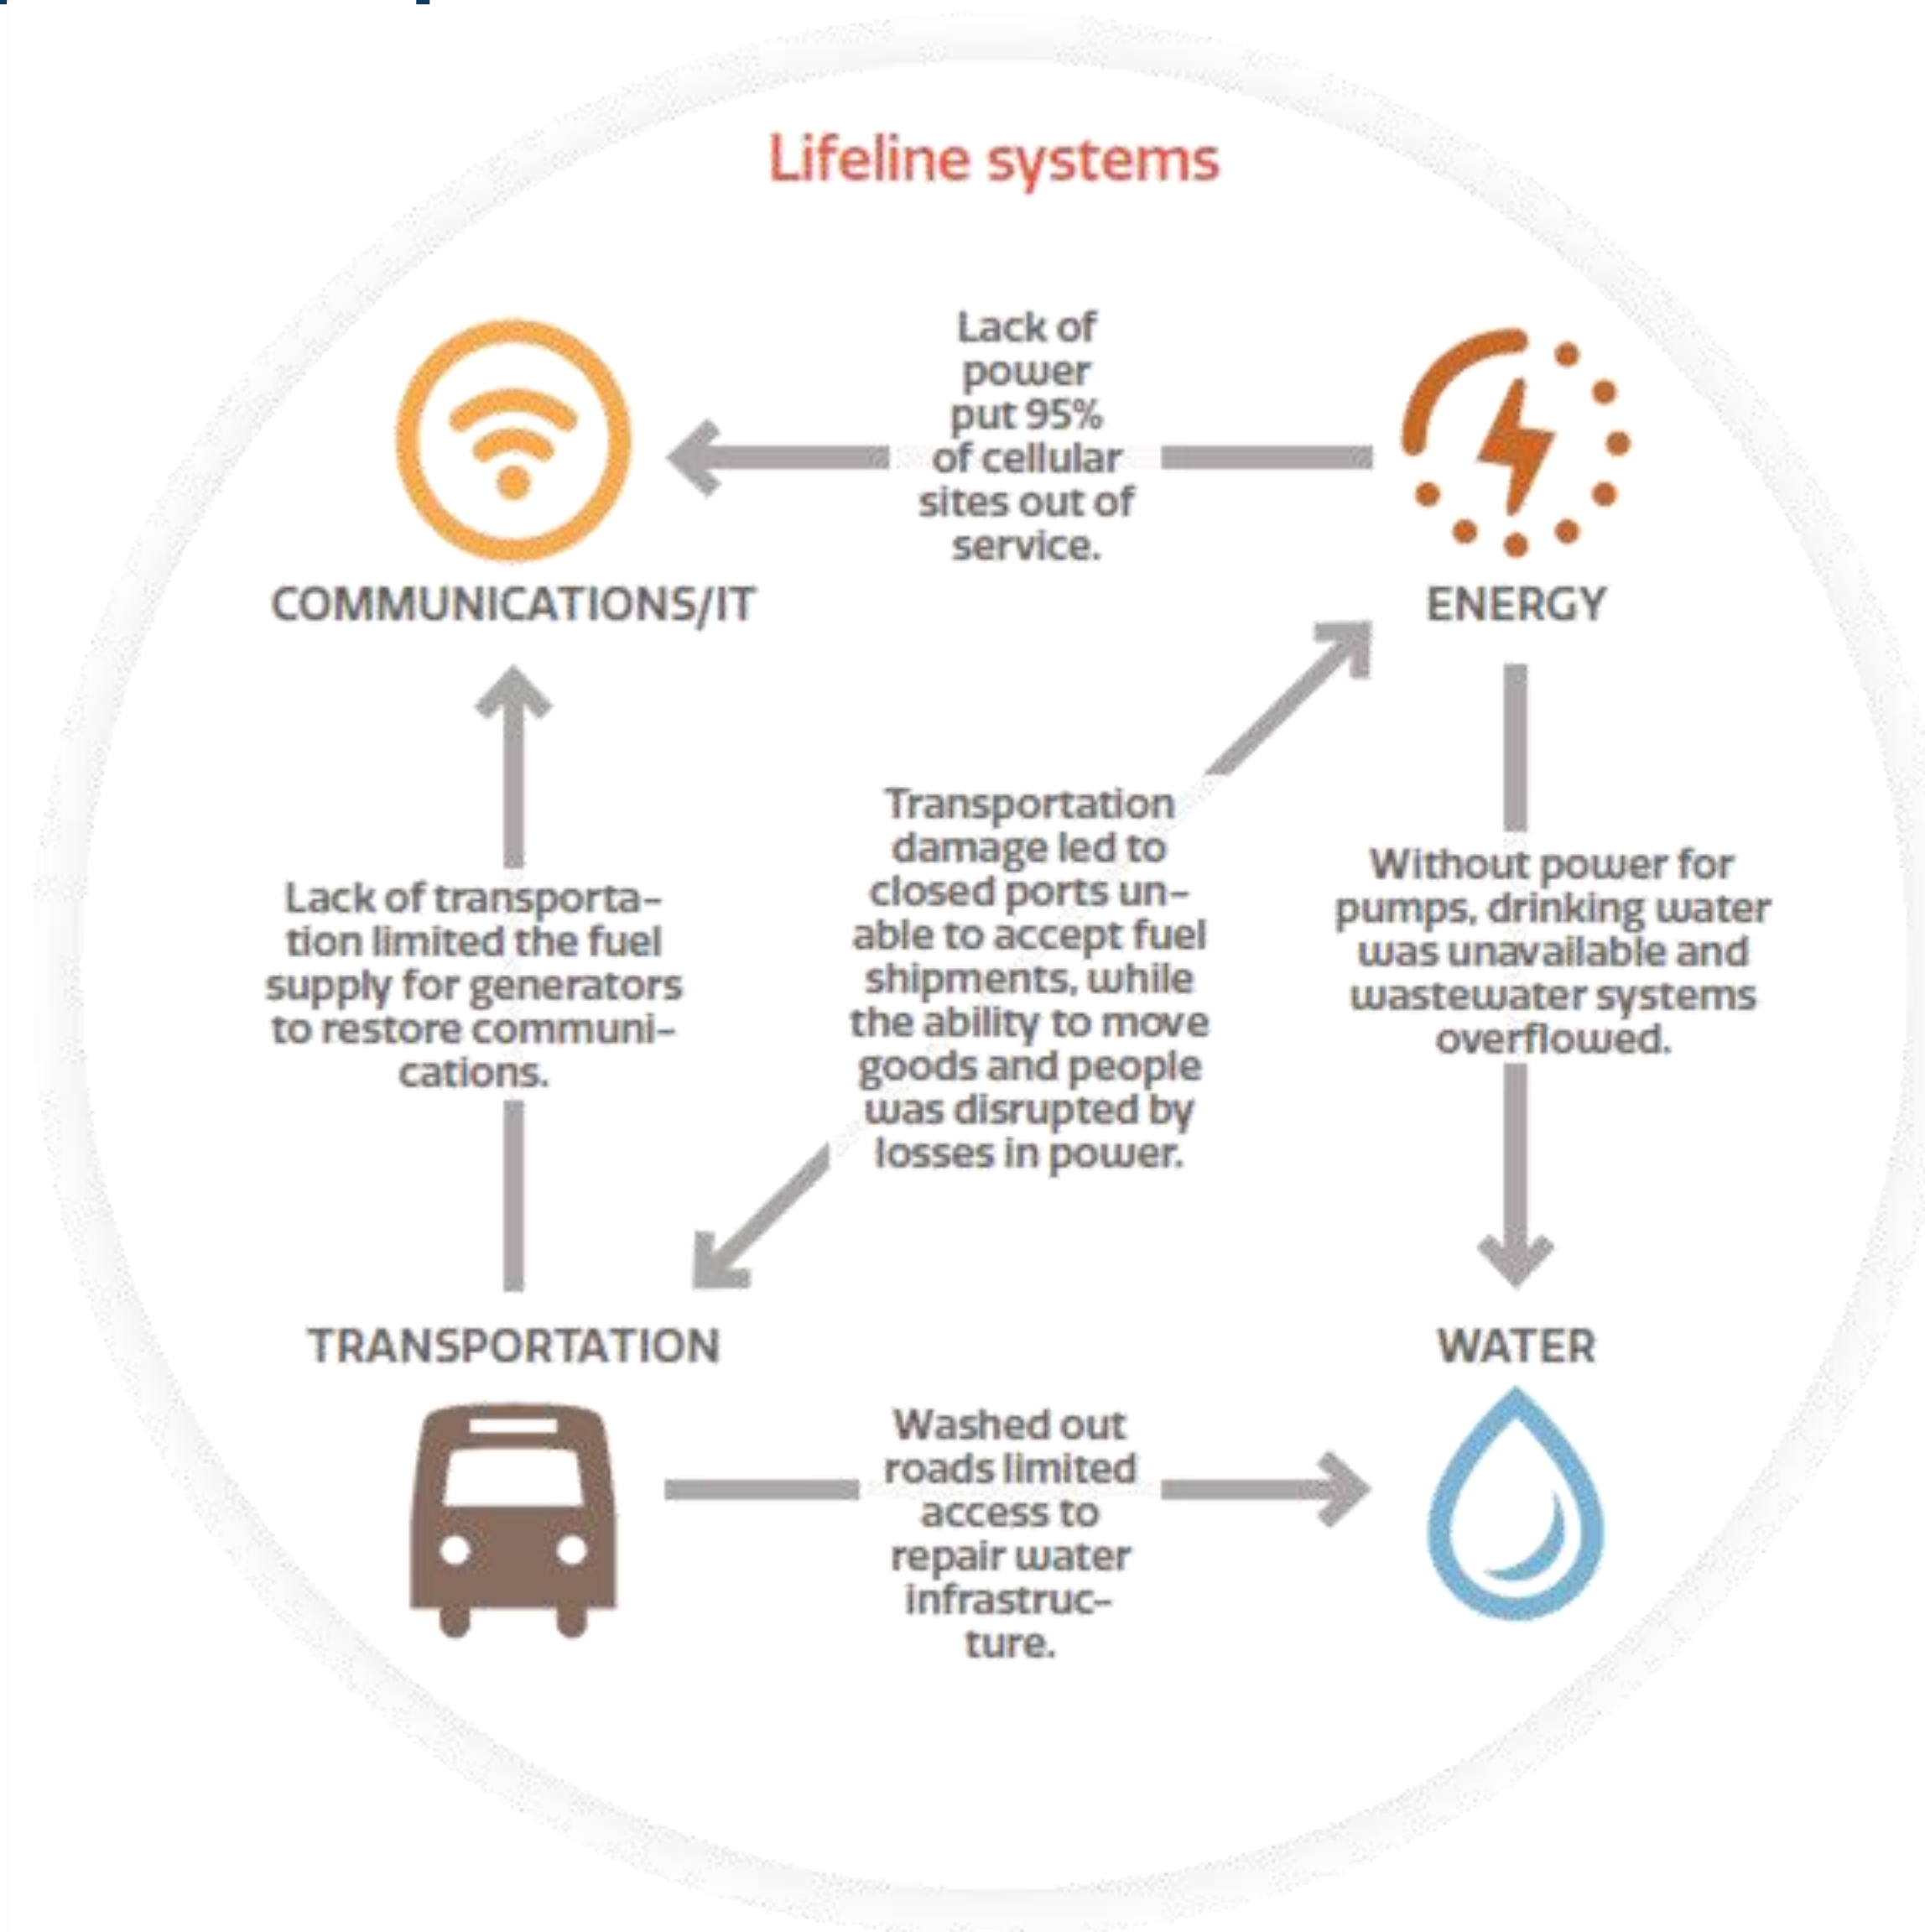 Lifeline systems
Lack of
power
put 95%
of cellular
sites out of
service.
COMMUNICATIONS/IT
ENERGY
Lack of transporta-
tion limited the fuel
supply for generators
to restore communi-
cations.
Transportation
damage led to
closed ports un-
able to accept fuel
shipments, while
the ability to move
goods and people
was disrupted by
losses in power.
Without power for
pumps, drinking water
was unavailable and
wastewater systems
overflowed.
TRANSPORTATION
WATER
Washed out
roads limited
access to
repair water
infrastruc-
ture.